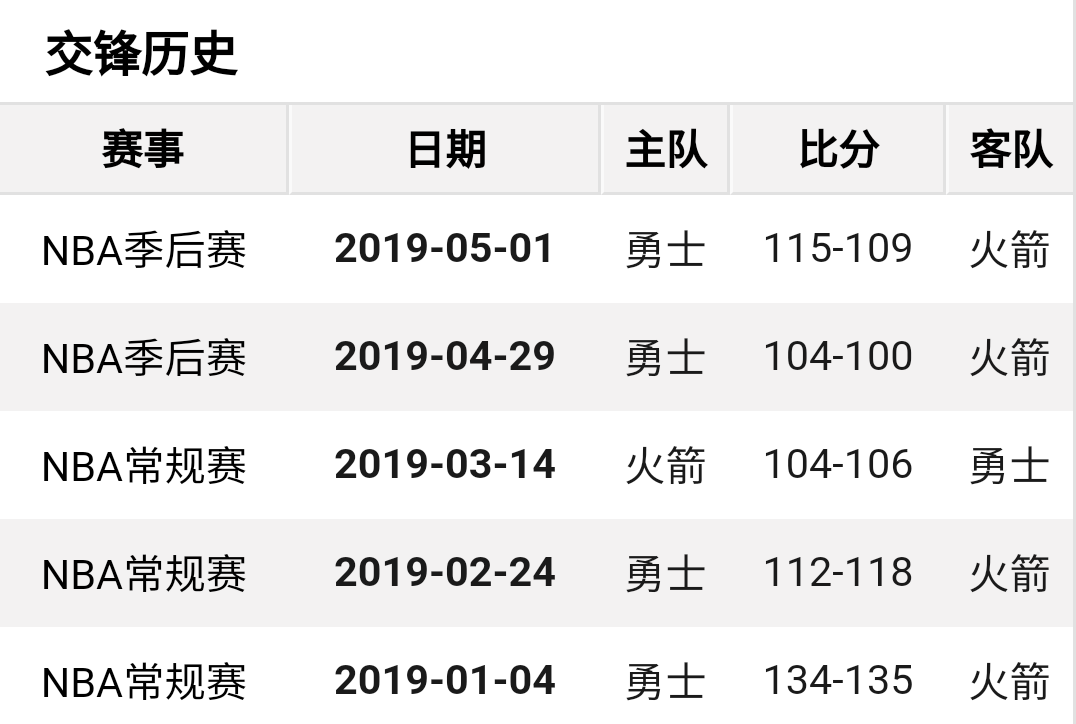 交锋历史
赛事 日期 主队 比分 客队
NBA季后赛 2019-05-01 勇士 115-109 火箭
NBA季后赛 2019-04-29 勇士 104-100 火箭
NBA常规赛 2019-03-14 火箭 104-106 勇士
NBA常规赛 2019-02-24 勇士 112-118 火箭
NBA常规赛 2019-01-04 勇士 134-135 火箭